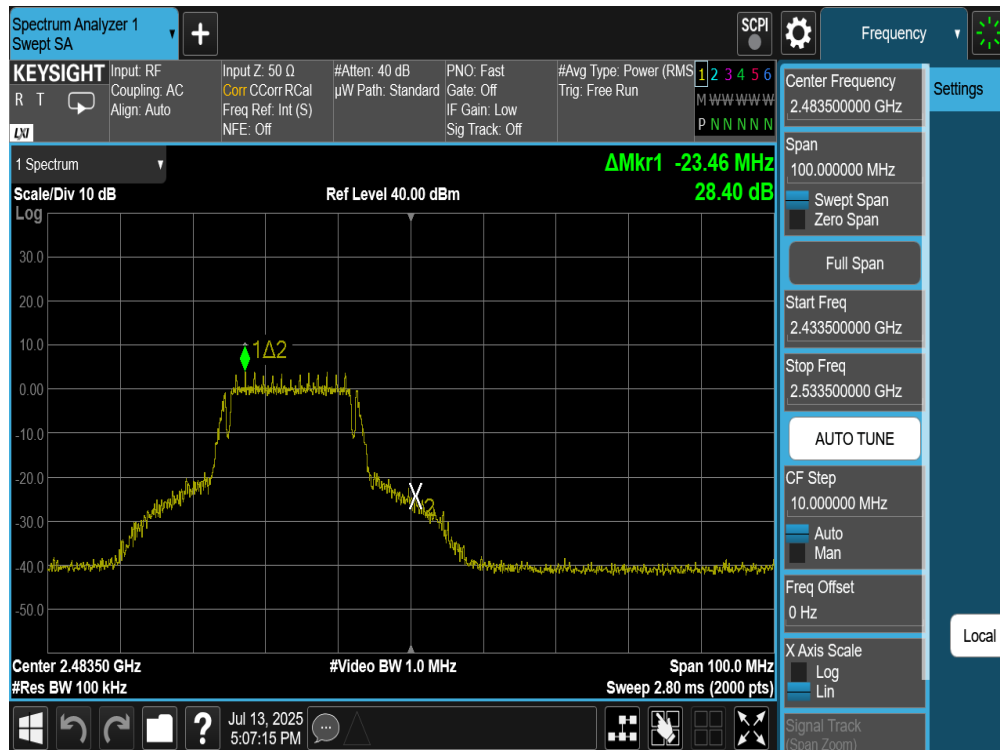 Spectrum Analyzer 1
Swept SA
+
SCPI
Frequency
KEYSIGHT
R T
LXI
Input: RF
Coupling: AC
Align: Auto
Input Z: 50 Ω
Corr CCorr RCal
Freq Ref: Int (S)
NFE: Off
#Atten: 40 dB
µW Path: Standard
PNO: Fast
Gate: Off
IF Gain: Low
Sig Track: Off
#Avg Type: Power (RMS
Trig: Free Run
1 2 3 4 5 6
M W W W W W
P N N N N N
1 Spectrum
ΔMkr1 -23.46 MHz
28.40 dB
Scale/Div 10 dB
Ref Level 40.00 dBm
Log
30.0
20.0
10.0
0.00
-10.0
-20.0
-30.0
-40.0
-50.0
1Δ2
X2
Center 2.48350 GHz
#Video BW 1.0 MHz
Span 100.0 MHz
#Res BW 100 kHz
Sweep 2.80 ms (2000 pts)
Center Frequency
2.483500000 GHz
Span
100.000000 MHz
Swept Span
Zero Span
Full Span
Start Freq
2.433500000 GHz
Stop Freq
2.533500000 GHz
AUTO TUNE
CF Step
10.000000 MHz
Auto
Man
Freq Offset
0 Hz
X Axis Scale
Log
Lin
Signal Track
(Span Zoom)
Settings
Local
?
Jul 13, 2025
5:07:15 PM